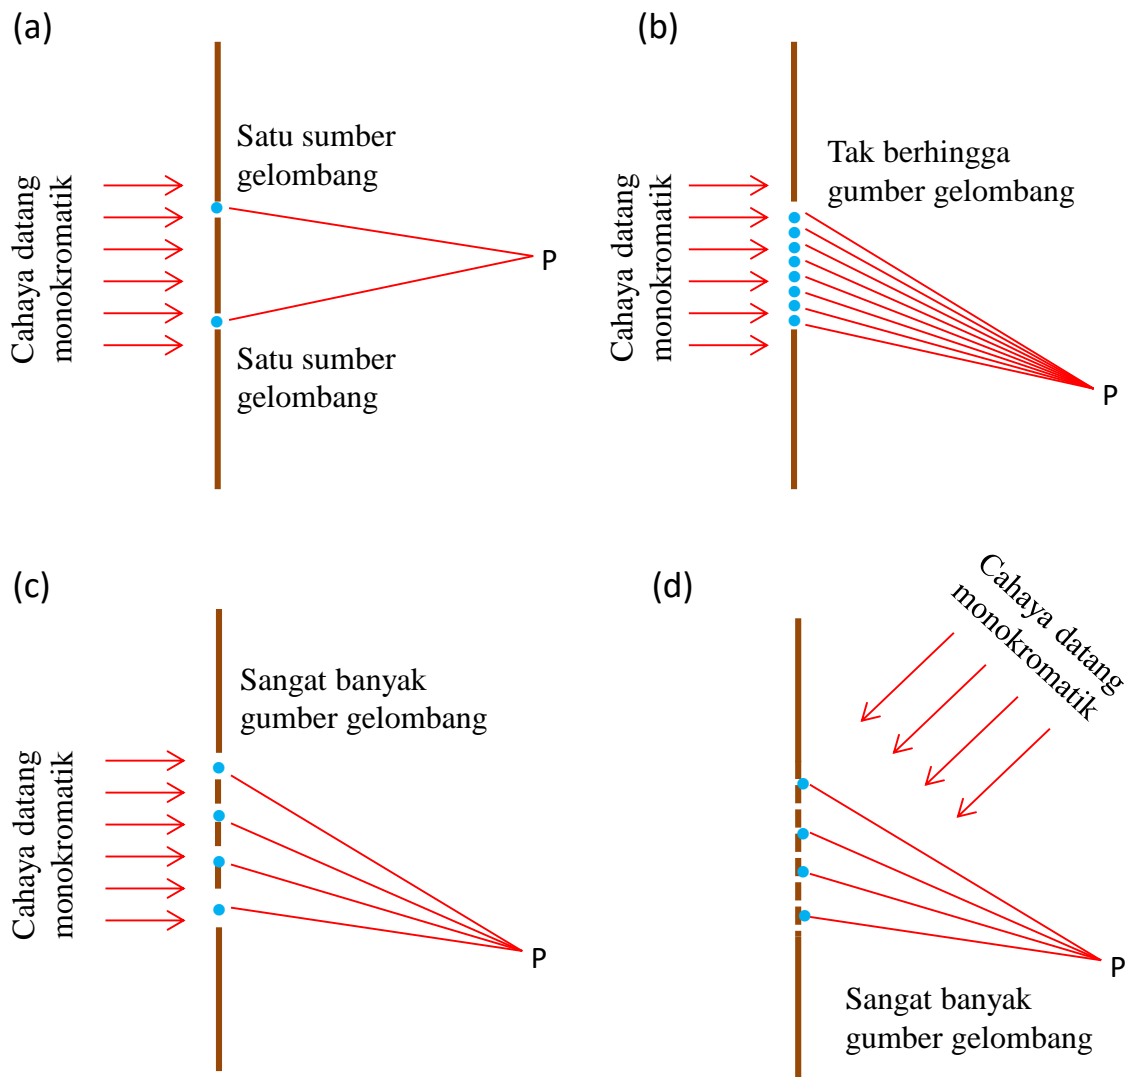 (a)
Satu sumber
gelombang
Cahaya datang
monokromatik
P
Satu sumber
gelombang
(b)
Tak berhingga
gumber gelombang
Cahaya datang
monokromatik
P
(c)
Sangat banyak
gumber gelombang
Cahaya datang
monokromatik
P
(d)
Cahaya datang
monokromatik
P
Sangat banyak
gumber gelombang